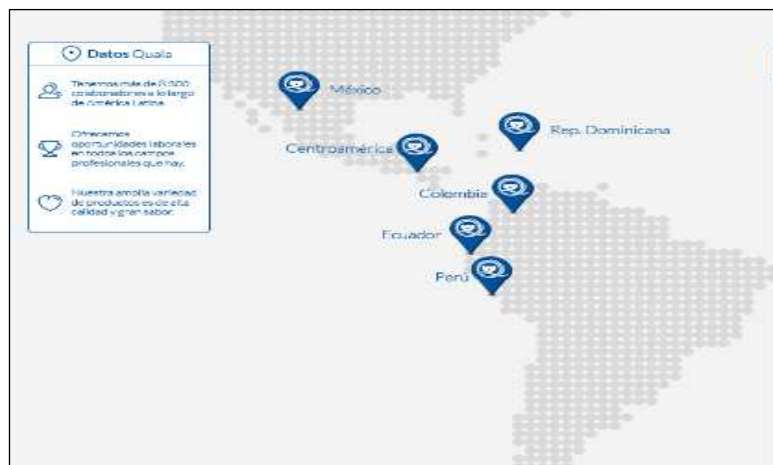 Datos Quala
Tenemos más de 8.500
colaboradores a lo largo
de América Latina.
Ofrecemos
oportunidades laborales
en todos los campos
profesionales que hay.
Nuestra amplia variedad
de productos es de alta
calidad y gran sabor.
México
Rep. Dominicana
Centroamérica
Colombia
Ecuador
Perú